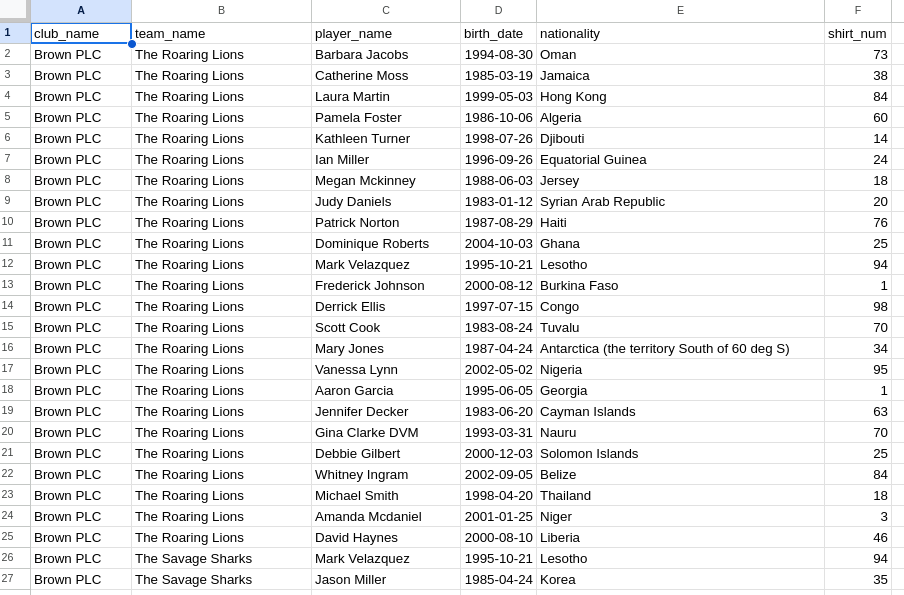 A B C D E F
1 club_name team_name player_name birth_date nationality shirt_num
2 Brown PLC The Roaring Lions Barbara Jacobs 1994-08-30 Oman 73
3 Brown PLC The Roaring Lions Catherine Moss 1985-03-19 Jamaica 38
4 Brown PLC The Roaring Lions Laura Martin 1999-05-03 Hong Kong 84
5 Brown PLC The Roaring Lions Pamela Foster 1986-10-06 Algeria 60
6 Brown PLC The Roaring Lions Kathleen Turner 1998-07-26 Djibouti 14
7 Brown PLC The Roaring Lions Ian Miller 1996-09-26 Equatorial Guinea 24
8 Brown PLC The Roaring Lions Megan Mckinney 1988-06-03 Jersey 18
9 Brown PLC The Roaring Lions Judy Daniels 1983-01-12 Syrian Arab Republic 20
10 Brown PLC The Roaring Lions Patrick Norton 1987-08-29 Haiti 76
11 Brown PLC The Roaring Lions Dominique Roberts 2004-10-03 Ghana 25
12 Brown PLC The Roaring Lions Mark Velazquez 1995-10-21 Lesotho 94
13 Brown PLC The Roaring Lions Frederick Johnson 2000-08-12 Burkina Faso 1
14 Brown PLC The Roaring Lions Derrick Ellis 1997-07-15 Congo 98
15 Brown PLC The Roaring Lions Scott Cook 1983-08-24 Tuvalu 70
16 Brown PLC The Roaring Lions Mary Jones 1987-04-24 Antarctica (the territory South of 60 deg S) 34
17 Brown PLC The Roaring Lions Vanessa Lynn 2002-05-02 Nigeria 95
18 Brown PLC The Roaring Lions Aaron Garcia 1995-06-05 Georgia 1
19 Brown PLC The Roaring Lions Jennifer Decker 1983-06-20 Cayman Islands 63
20 Brown PLC The Roaring Lions Gina Clarke DVM 1993-03-31 Nauru 70
21 Brown PLC The Roaring Lions Debbie Gilbert 2000-12-03 Solomon Islands 25
22 Brown PLC The Roaring Lions Whitney Ingram 2002-09-05 Belize 84
23 Brown PLC The Roaring Lions Michael Smith 1998-04-20 Thailand 18
24 Brown PLC The Roaring Lions Amanda Mcdaniel 2001-01-25 Niger 3
25 Brown PLC The Roaring Lions David Haynes 2000-08-10 Liberia 46
26 Brown PLC The Savage Sharks Mark Velazquez 1995-10-21 Lesotho 94
27 Brown PLC The Savage Sharks Jason Miller 1985-04-24 Korea 35